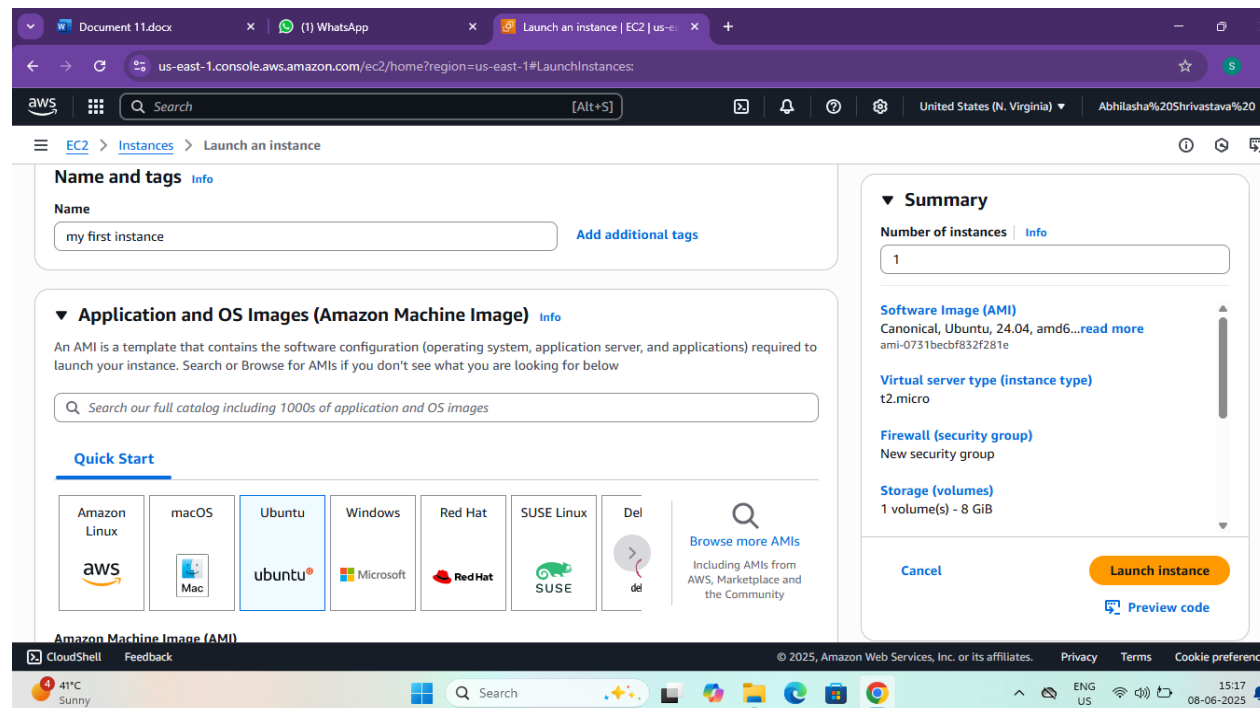 Document 11.docx
(1) WhatsApp
Launch an instance | EC2 | us-ea
us-east-1.console.aws.amazon.com/ec2/home?region=us-east-1#LaunchInstances:
S
aws
Search
[Alt+S]
United States (N. Virginia)
Abhilasha%20Shrivastava%20
EC2 > Instances > Launch an instance
Name and tags Info
Name
my first instance
Add additional tags
Application and OS Images (Amazon Machine Image) Info
An AMI is a template that contains the software configuration (operating system, application server, and applications) required to
launch your instance. Search or Browse for AMIs if you don't see what you are looking for below
Search our full catalog including 1000s of application and OS images
Quick Start
Amazon
Linux
aws
macOS
Mac
Ubuntu
ubuntu
Windows
Microsoft
Red Hat
RedHat
SUSE Linux
SUSE
Del
del
Browse more AMIs
Including AMIs from
AWS, Marketplace and
the Community
Amazon Machine Image (AMI)
Summary
Number of instances Info
1
Software Image (AMI)
Canonical, Ubuntu, 24.04, amd6...read more
ami-0731becbf832f281e
Virtual server type (instance type)
t2.micro
Firewall (security group)
New security group
Storage (volumes)
1 volume(s) - 8 GiB
Cancel
Launch instance
Preview code
CloudShell
Feedback
© 2025, Amazon Web Services, Inc. or its affiliates.
Privacy
Terms
Cookie preferenc
4
41°C
Sunny
Search
ENG
US
15:17
08-06-2025